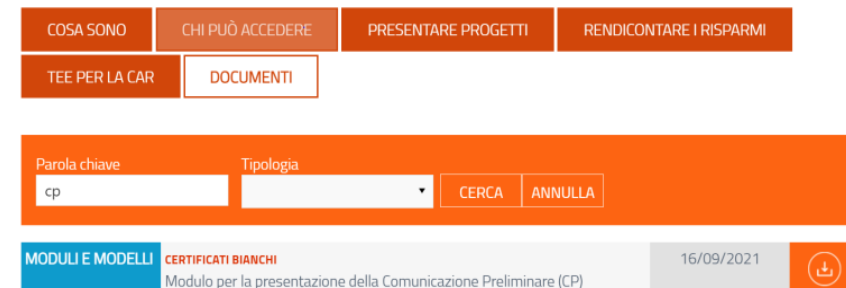 COSA SONO CHI PUÒ ACCEDERE PRESENTARE PROGETTI RENDICONTARE I RISPARMI
TEE PER LA CAR DOCUMENTI
Parola chiave Tipologia
cp CERCA ANNULLA
MODULI E MODELLI CERTIFICATI BIANCHI 16/09/2021
Modulo per la presentazione della Comunicazione Preliminare (CP)